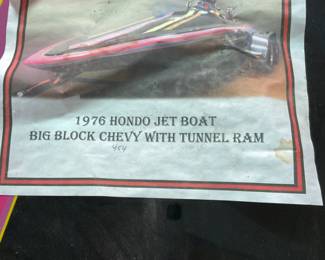 1976 HONDO JET BOAT
BIG BLOCK CHEVY WITH TUNNEL RAM
454